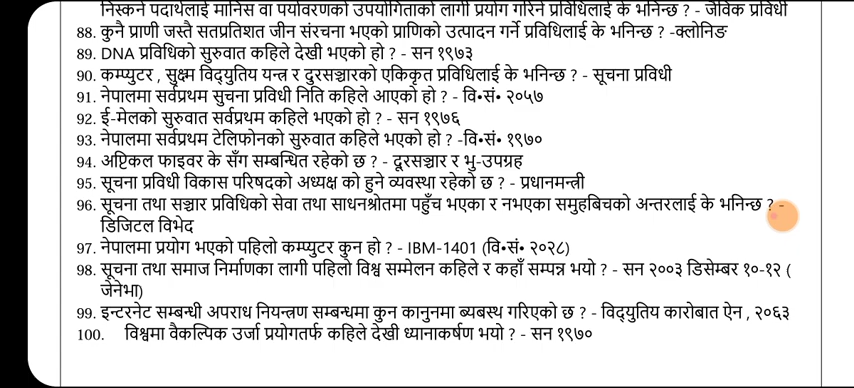 निस्कने पदार्थलाई मानिस वा पर्यावरणको उपयोगिताको लागी प्रयोग गरिने प्रविधिलाई के भनिन्छ ? - जैविक प्रविधी
88. कुनै प्राणी जस्तै सतप्रतिशत जीन संरचना भएको प्राणिको उत्पादन गर्ने प्रविधिलाई के भनिन्छ ? -क्लोनिङ
89. DNA प्रविधिको सुरुवात कहिले देखी भएको हो ? - सन १९७३
90. कम्प्युटर , सुक्ष्म विद्युतिय यन्त्र र दुरसञ्चारको एकिकृत प्रविधिलाई के भनिन्छ ? - सूचना प्रविधी
91. नेपालमा सर्वप्रथम सुचना प्रविधी निति कहिले आएको हो ? - वि•सं• २०५७
92. ई-मेलको सुरुवात सर्वप्रथम कहिले भएको हो ? - सन १९७६
93. नेपालमा सर्वप्रथम टेलिफोनको सुरुवात कहिले भएको हो ? -वि•सं• १९७०
94. अप्टिकल फाइवर के सँग सम्बन्धित रहेको छ ? - दूरसञ्चार र भु-उपग्रह
95. सूचना प्रविधी विकास परिषदको अध्यक्ष को हुने व्यवस्था रहेको छ ? - प्रधानमन्त्री
96. सूचना तथा सञ्चार प्रविधिको सेवा तथा साधनश्रोतमा पहुँच भएका र नभएका समुहबिचको अन्तरलाई के भनिन्छ ? -
डिजिटल विभेद
97. नेपालमा प्रयोग भएको पहिलो कम्प्युटर कुन हो ? - IBM-1401 (वि•सं• २०२८)
98. सूचना तथा समाज निर्माणका लागी पहिलो विश्व सम्मेलन कहिले र कहाँ सम्पन्न भयो ? - सन २००३ डिसेम्बर १०-१२ (
जेनेभा)
99. इन्टरनेट सम्बन्धी अपराध नियन्त्रण सम्बन्धमा कुन कानुनमा ब्यबस्थ गरिएको छ ? - विद्युतिय कारोबात ऐन , २०६३
100. विश्वमा वैकल्पिक उर्जा प्रयोगतर्फ कहिले देखी ध्यानाकर्षण भयो ? - सन १९७०